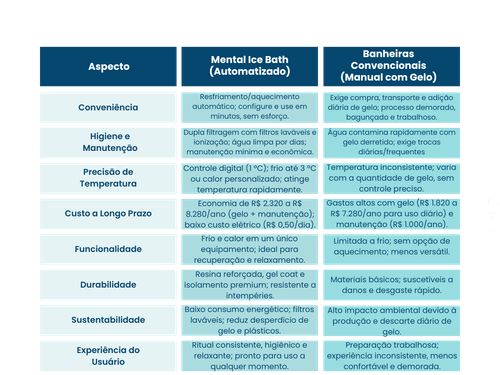 Aspecto
Mental Ice Bath
(Automatizado)
Banheiras
Convencionais
(Manual com Gelo)
Conveniência
Resfriamento/aquecimento
automático; configure e use em
minutos, sem esforço.
Exige compra, transporte e adição
diária de gelo; processo demorado,
bagunçado e trabalhoso.
Higiene e
Manutenção
Dupla filtragem com filtros laváveis e
ionização; água limpa por dias;
manutenção mínima e econômica.
Água contamina rapidamente com
gelo derretido; exige trocas
diárias/frequentes
Precisão de
Temperatura
Controle digital (1 °C); frio até 3 °C
ou calor personalizado; atinge
temperatura rapidamente.
Temperatura inconsistente; varia
com a quantidade de gelo, sem
controle preciso.
Custo a Longo Prazo
Economia de R$ 2.320 a R$
8.280/ano (gelo + manutenção);
baixo custo elétrico (R$ 0,50/dia).
Gastos altos com gelo (R$ 1.820 a
R$ 7.280/ano para uso diário) e
manutenção (R$ 1.000/ano).
Funcionalidade
Frio e calor em um único
equipamento; ideal para
recuperação e relaxamento.
Limitada a frio; sem opção de
aquecimento; menos versátil.
Durabilidade
Resina reforçada, gel coat e
isolamento premium; resistente a
intempéries.
Materiais básicos; suscetíveis a
danos e desgaste rápido.
Sustentabilidade
Baixo consumo energético; filtros
laváveis; reduz desperdício de
gelo e plásticos.
Alto impacto ambiental devido à
produção e descarte diário de
gelo.
Experiência do
Usuário
Ritual consistente, higiênico e
relaxante; pronto para uso a
qualquer momento.
Preparação trabalhosa;
experiência inconsistente, menos
confortável e demorada.